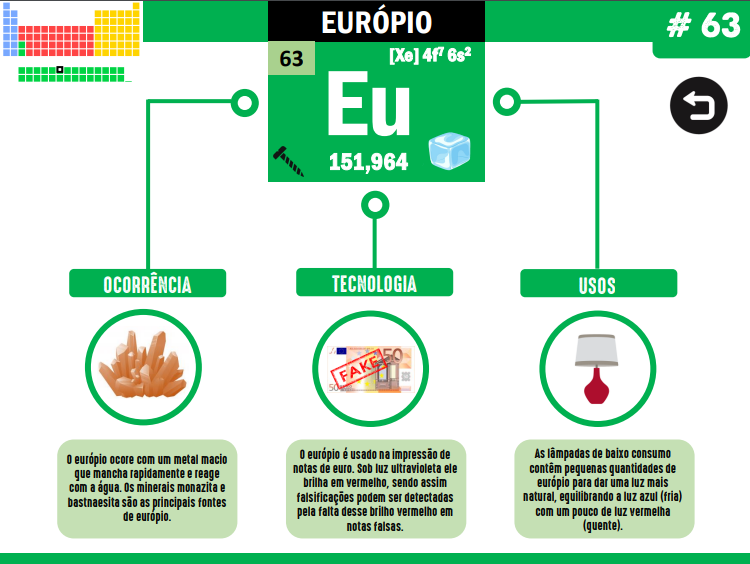 EURÓPIO
# 63
63
[Xe] 4f⁷ 6s²
Eu
151,964
OCORRÊNCIA
TECNOLOGIA
USOS
50
FAKE
50
O európio ocore com um metal macio
que mancha rapidamente e reage
com a água. Os minerais monazita e
bastnaesita são as principais fontes
de európio.
O európio é usado na impressão de
notas de euro. Sob luz ultravioleta ele
brilha em vermelho, sendo assim
falsificações podem ser detectadas
pela falta desse brilho vermelho em
notas falsas.
As lâmpadas de baixo consumo
contêm pequenas quantidades de
európio para dar uma luz mais
natural, equilibrando a luz azul (fria)
com um pouco de luz vermelha
(quente).